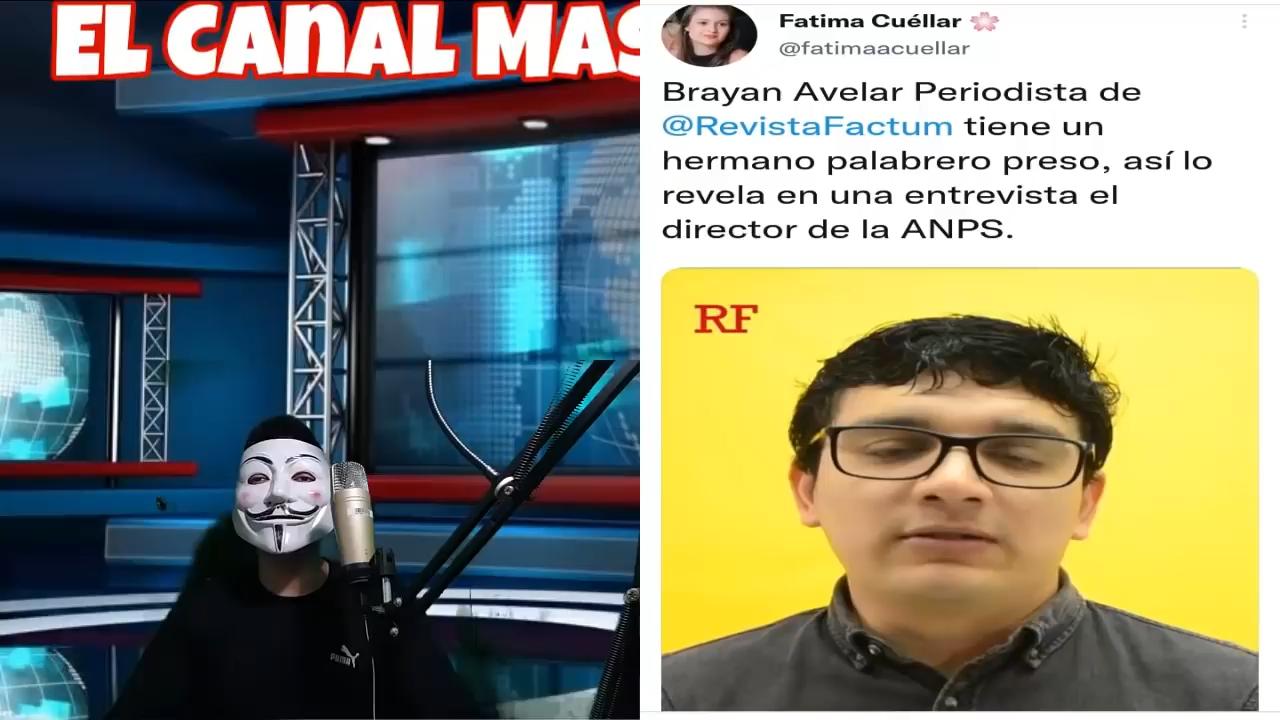 EL CANAL MAS
PUMA
Fatima Cuéllar 🌸
@fatimaacuellar
Brayan Avelar Periodista de
@RevistaFactum tiene un
hermano palabrero preso, así lo
revela en una entrevista el
director de la ANPS.
RF